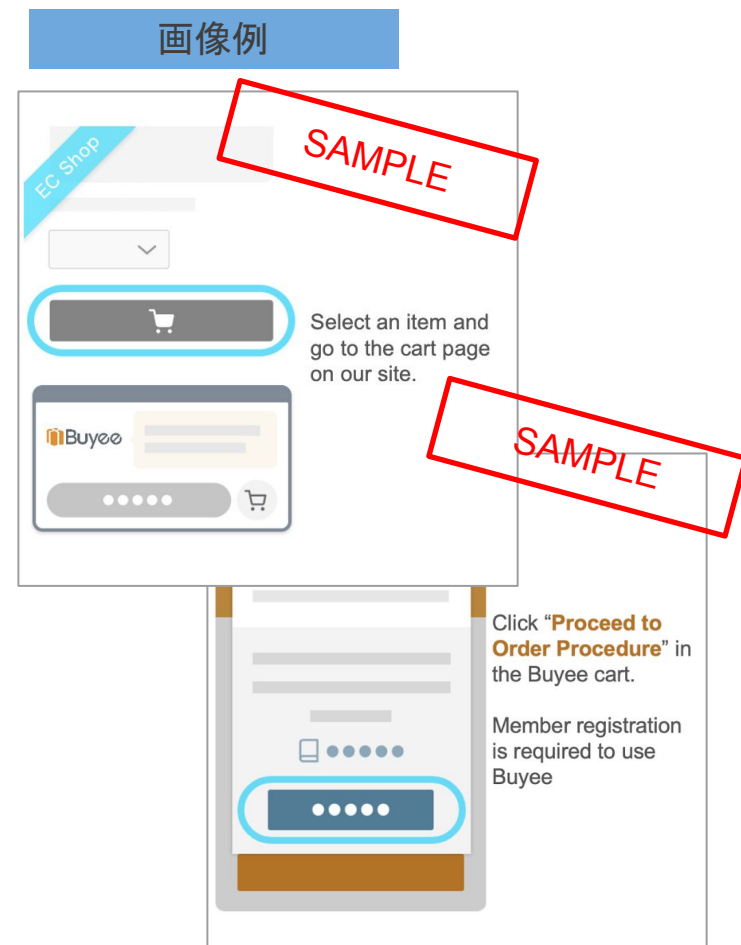 画像例
SAMPLE
EC Shop
Select an item and
go to the cart page
on our site.
Buyee
SAMPLE
Click “Proceed to
Order Procedure” in
the Buyee cart.
Member registration
is required to use
Buyee